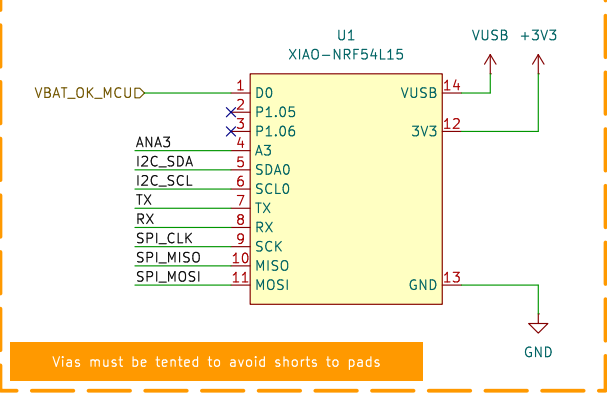 U1
XIAO-NRF54L15
VUSB +3V3
VBAT_OK_MCU 1 D0 VUSB 14
2 P1.05
3 P1.06 3V3 12
ANA3 4 A3
I2C_SDA 5 SDA0
I2C_SCL 6 SCL0
TX 7 TX
RX 8 RX
SPI_CLK 9 SCK
SPI_MISO 10 MISO
SPI_MOSI 11 MOSI GND 13
GND
Vias must be tented to avoid shorts to pads